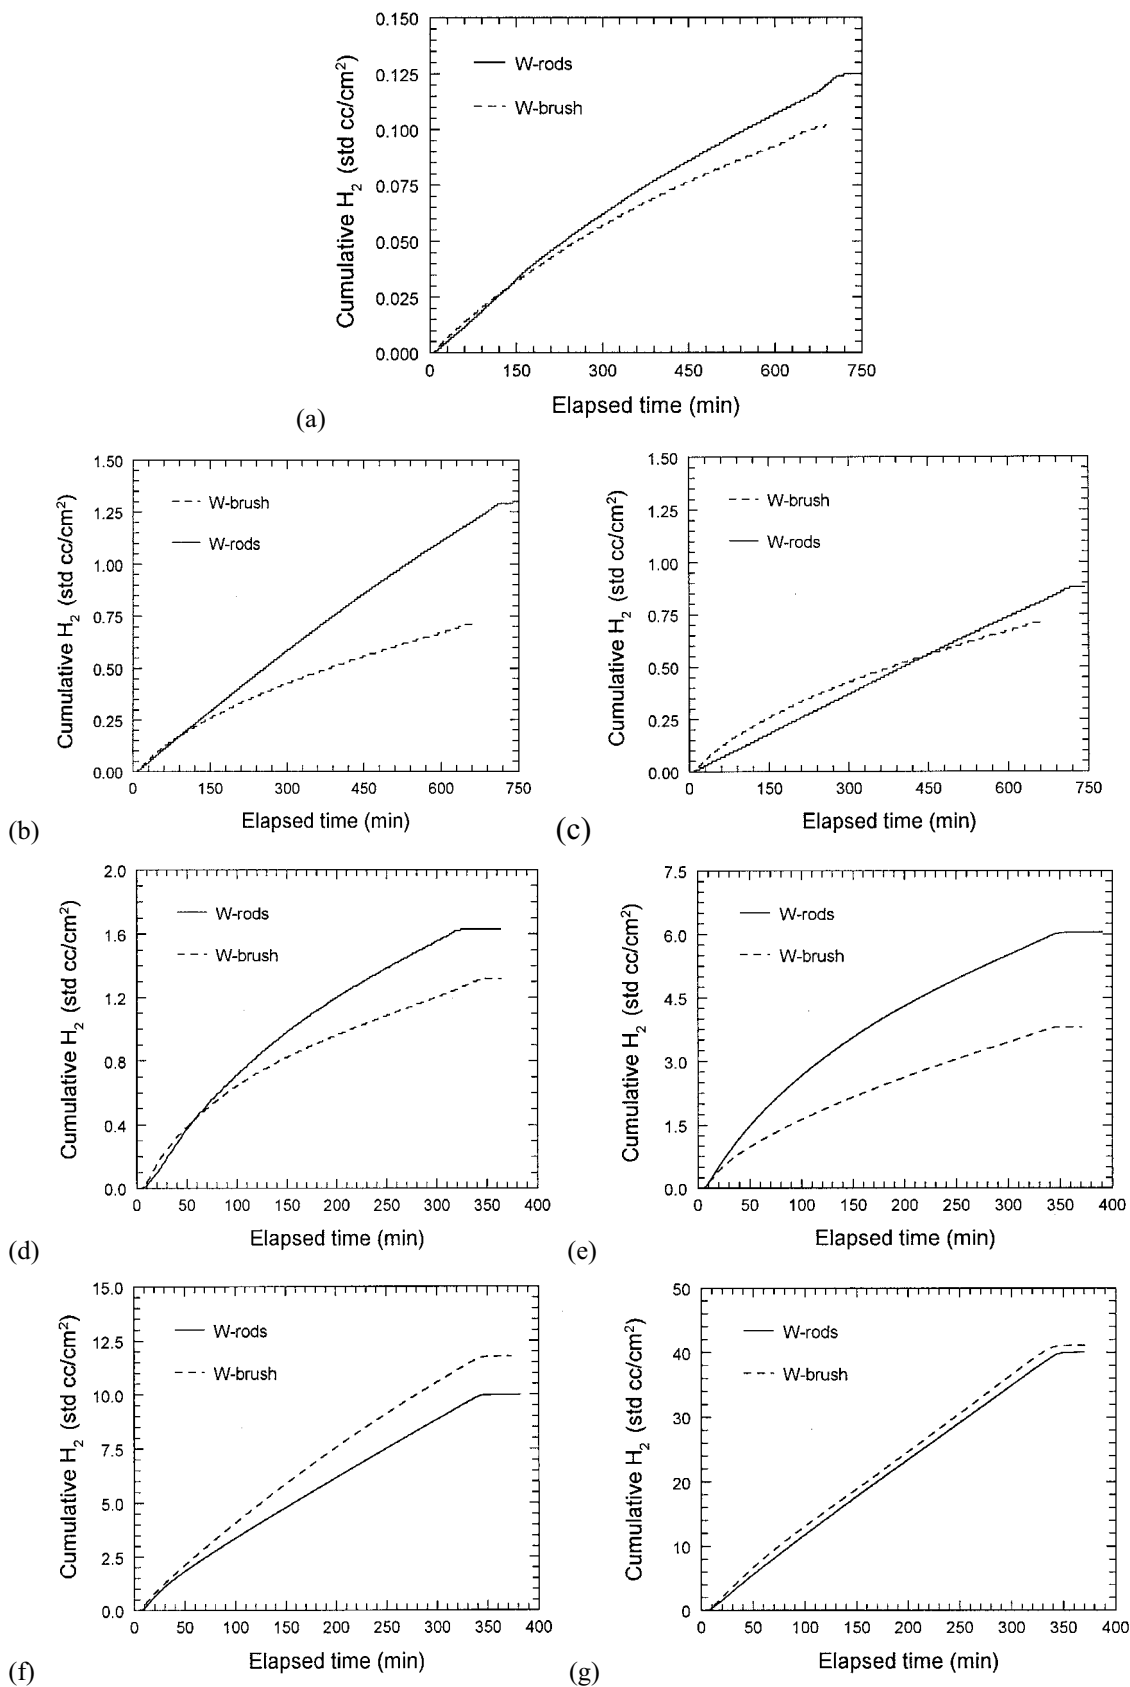 0.150
0.125
0.100
0.075
0.050
0.025
0.000
Cumulative H2 (std cc/cm2)
W-rods
W-brush
0 150 300 450 600 750
Elapsed time (min)
(a)
1.50
1.25
1.00
0.75
0.50
0.25
0.00
Cumulative H2 (std cc/cm2)
W-brush
W-rods
0 150 300 450 600 750
Elapsed time (min)
(b)
1.50
1.25
1.00
0.75
0.50
0.25
0.00
Cumulative H2 (std cc/cm2)
W-brush
W-rods
0 150 300 450 600 750
Elapsed time (min)
(c)
2.0
1.6
1.2
0.8
0.4
0.0
Cumulative H2 (std cc/cm2)
W-rods
W-brush
0 50 100 150 200 250 300 350 400
Elapsed time (min)
(d)
7.5
6.0
4.5
3.0
1.5
0.0
Cumulative H2 (std cc/cm2)
W-rods
W-brush
0 50 100 150 200 250 300 350 400
Elapsed time (min)
(e)
15.0
12.5
10.0
7.5
5.0
2.5
0.0
Cumulative H2 (std cc/cm2)
W-rods
W-brush
0 50 100 150 200 250 300 350 400
Elapsed time (min)
(f)
50
40
30
20
10
0
Cumulative H2 (std cc/cm2)
W-rods
W-brush
0 50 100 150 200 250 300 350 400
Elapsed time (min)
(g)